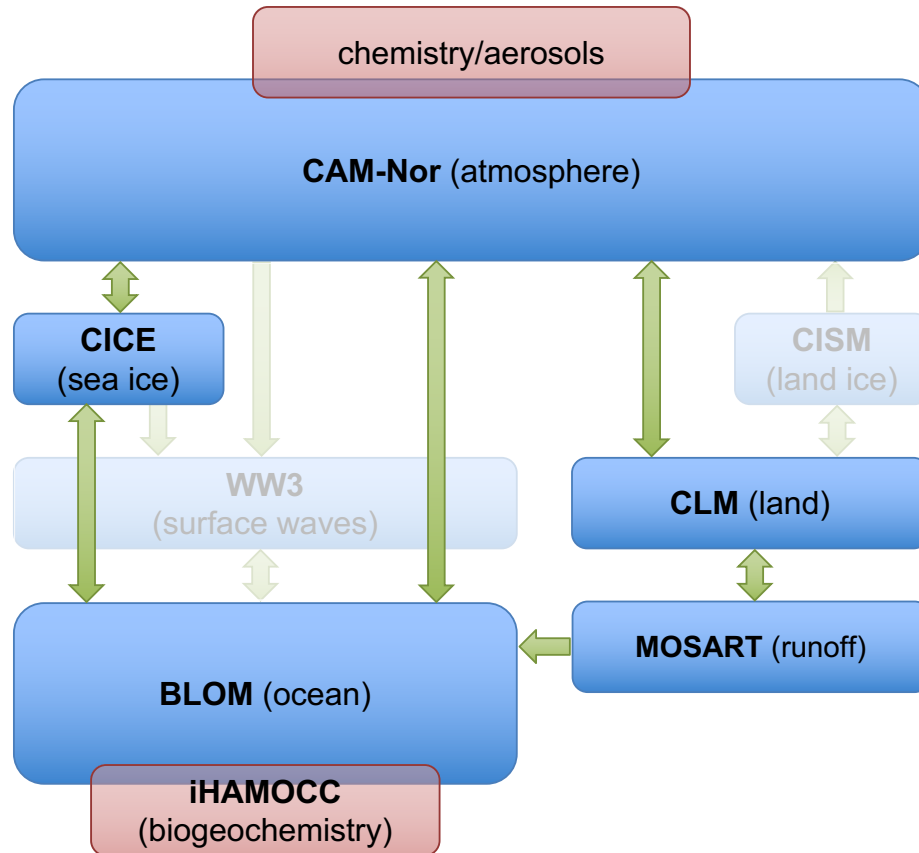 chemistry/aerosols
CAM-Nor (atmosphere)
CICE
(sea ice)
CISM
(land ice)
WW3
(surface waves)
CLM (land)
MOSART (runoff)
BLOM (ocean)
iHAMOCC
(biogeochemistry)